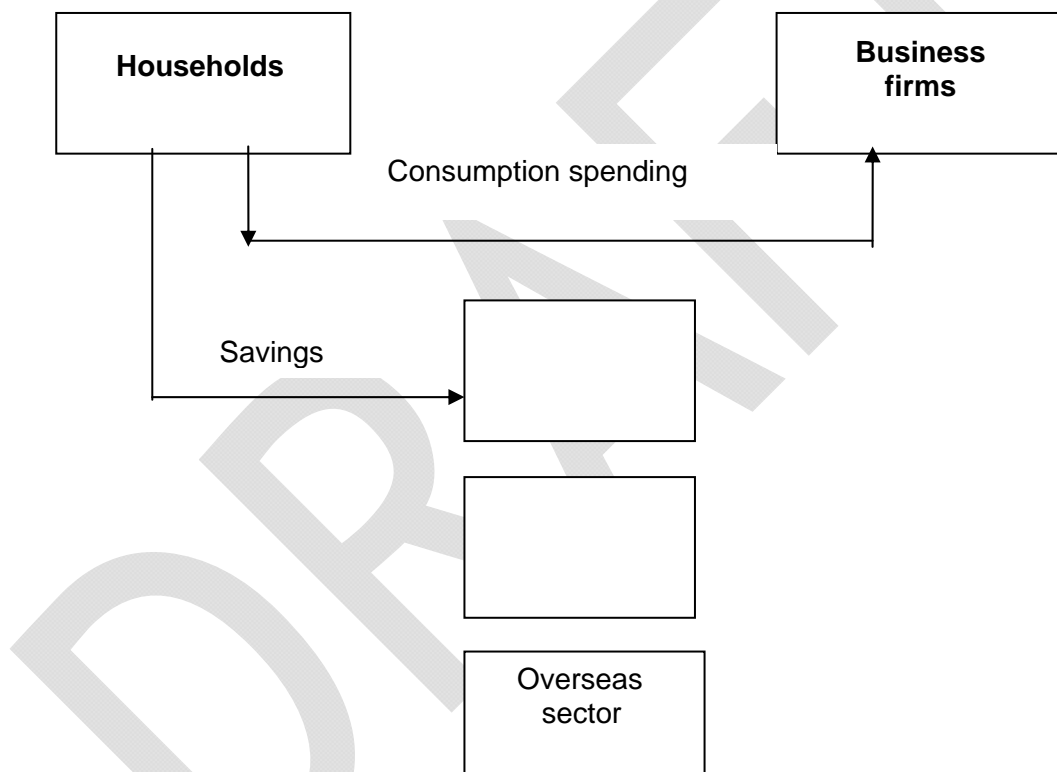 Households
Business
firms
Consumption spending
Savings
Overseas
sector
DRAFT